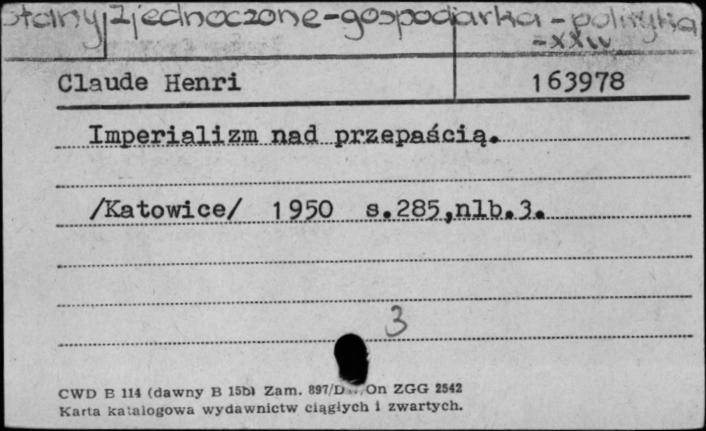 Stany Zjednoczone-gospodarka-polityka
-XXw
Claude Henri 163978
Imperializm nad przepaścią.
/Katowice/ 1950 s.285,nlb.3.
3
CWD B 114 (dawny B 15b) Zam. 897/D On ZGG 2542
Karta katalogowa wydawnictw ciągłych i zwartych.